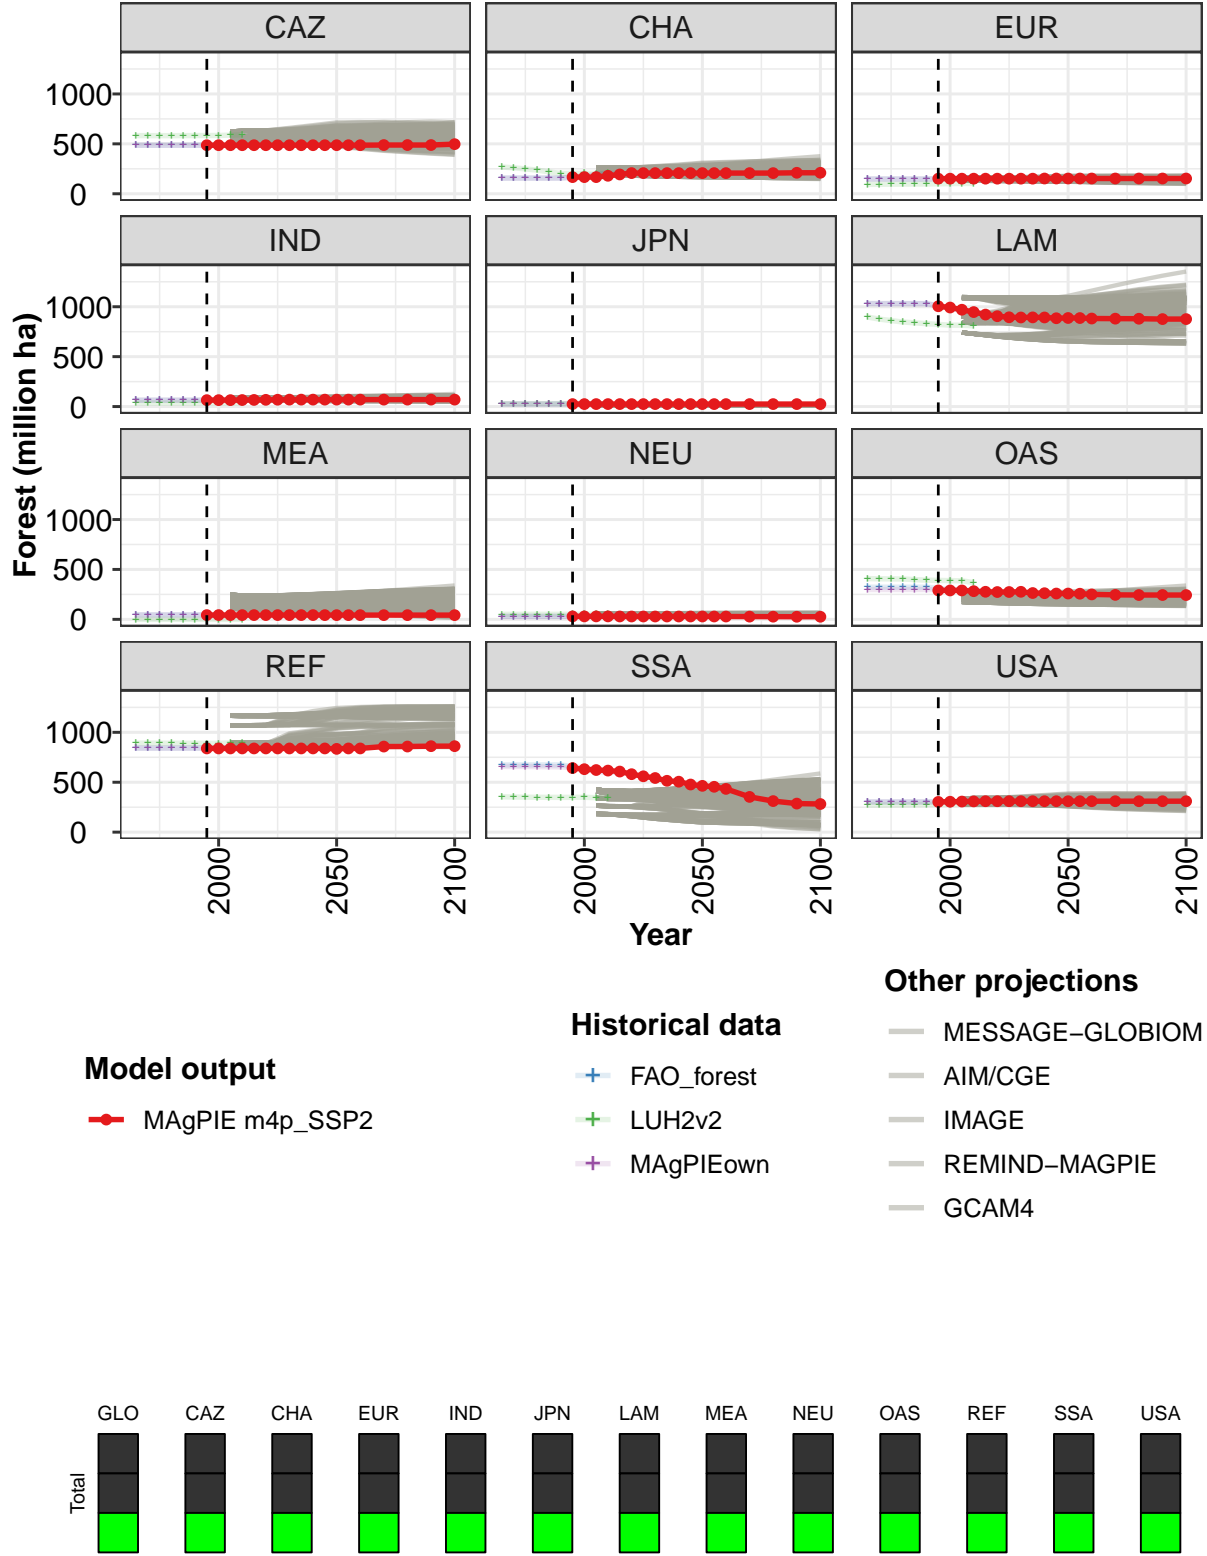 CAZ CHA EUR
1000
500
0
IND JPN LAM
1000
500
0
MEA NEU OAS
1000
500
0
REF SSA USA
1000
500
0
Forest (million ha)
2000 2050 2100 2000 2050 2100 2000 2050 2100
Year
Model output
MAgPIE m4p_SSP2
Historical data
FAO_forest
LUH2v2
MAgPIEown
Other projections
MESSAGE−GLOBIOM
AIM/CGE
IMAGE
REMIND−MAGPIE
GCAM4
GLO CAZ CHA EUR IND JPN LAM MEA NEU OAS REF SSA USA
Total